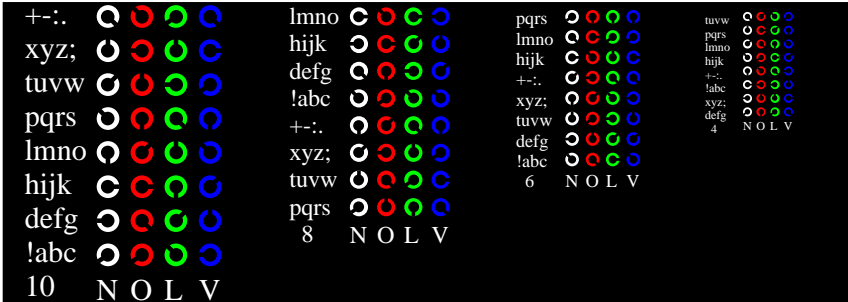 +-:.
xyz;
tuvw
pqrs
lmno
hijk
defg
!abc
10 N O L V
lmno
hijk
defg
!abc
+-:.
xyz;
tuvw
pqrs
8 N O L V
pqrs
lmno
hijk
+-:.
xyz;
tuvw
defg
!abc
6 N O L V
tuvw
pqrs
lmno
hijk
+-:.
!abc
xyz;
defg
4 N O L V